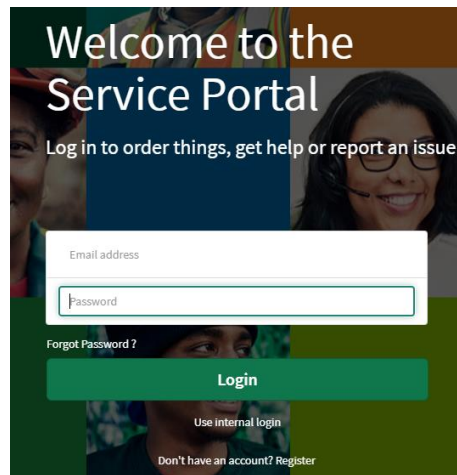 Welcome to the
Service Portal
Log in to order things, get help or report an issue
Email address
Password
Forgot Password ?
Login
Use internal login
Don't have an account? Register